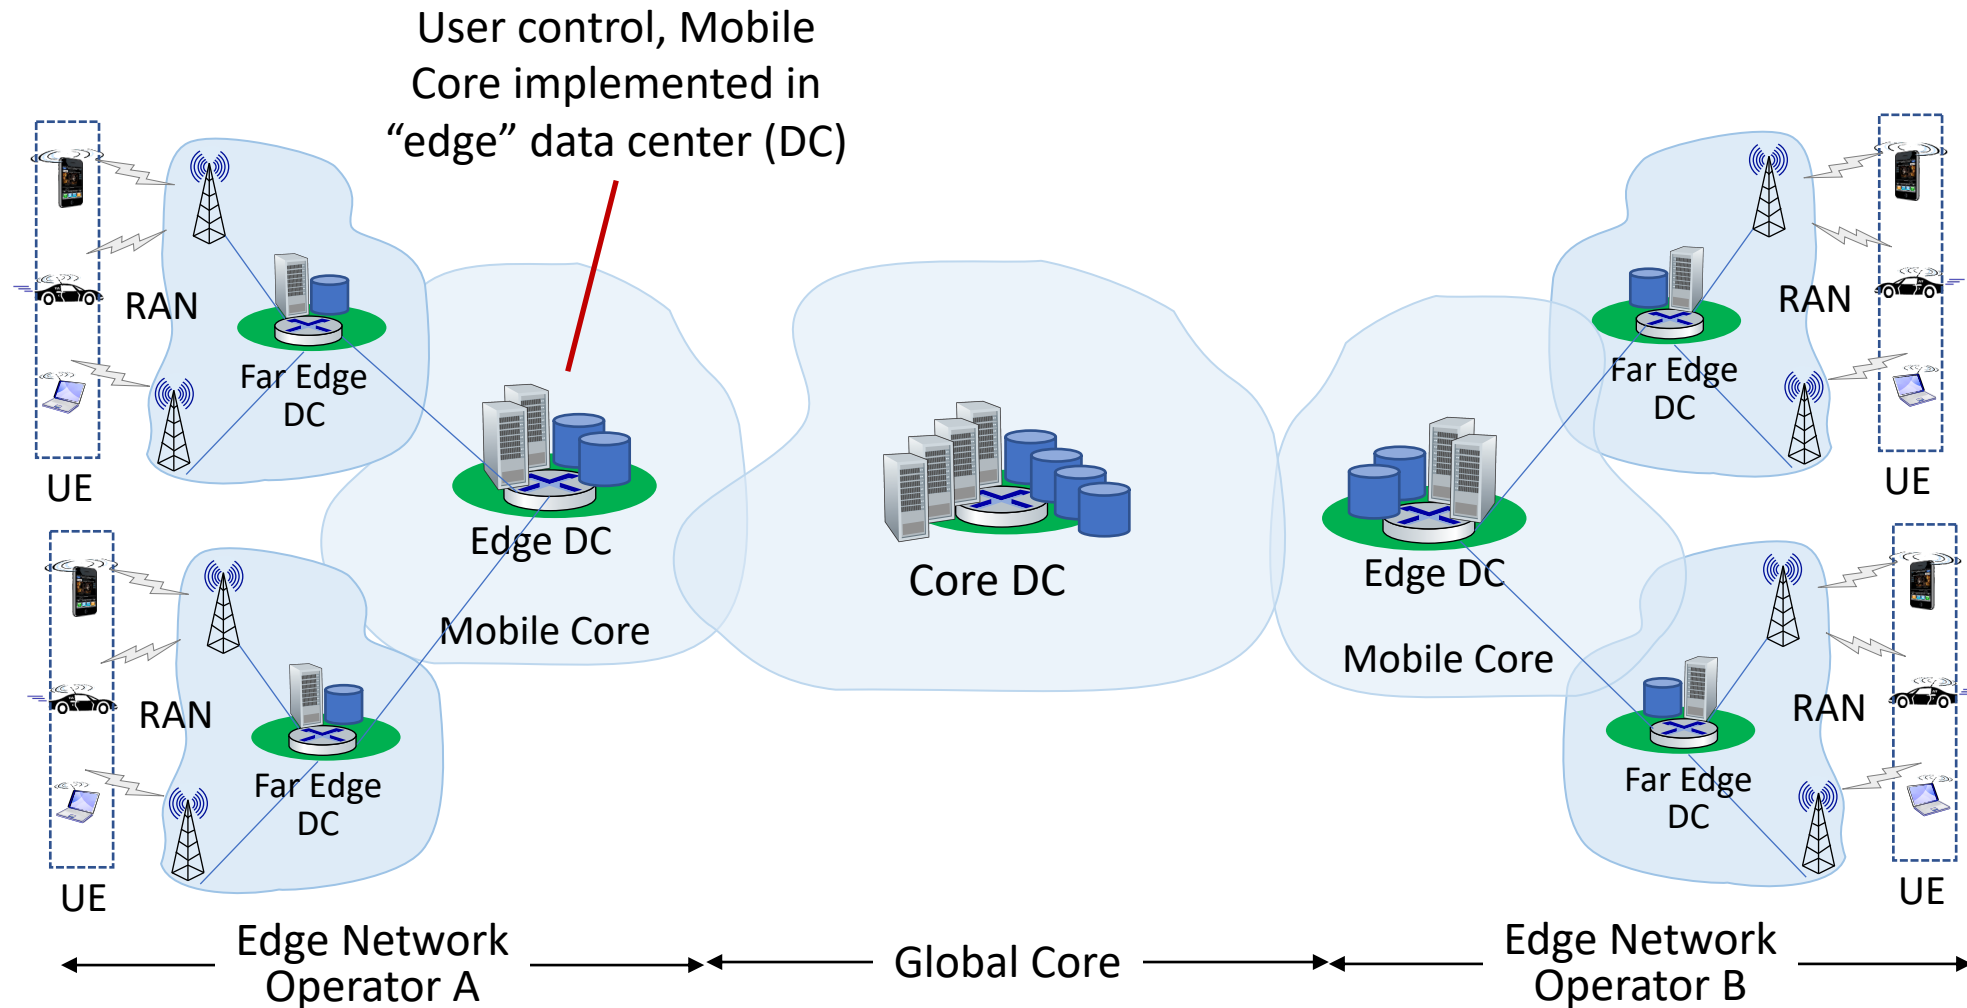 User control, Mobile
Core implemented in
“edge” data center (DC)
RAN
Far Edge
DC
UE
Edge DC
Mobile Core
RAN
Far Edge
DC
UE
Core DC
Edge DC
Mobile Core
RAN
Far Edge
DC
UE
RAN
Far Edge
DC
UE
Edge Network
Operator A
Global Core
Edge Network
Operator B